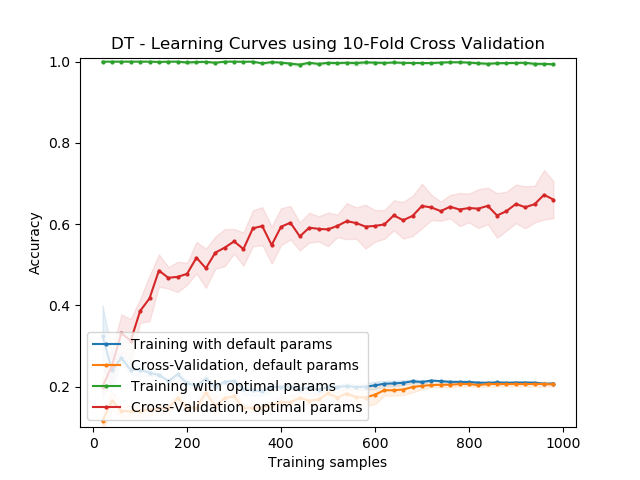 DT - Learning Curves using 10-Fold Cross Validation
1.0
0.8
0.6
0.4
0.2
Accuracy
Training with default params
Cross-Validation, default params
Training with optimal params
Cross-Validation, optimal params
0
200
400
600
800
1000
Training samples